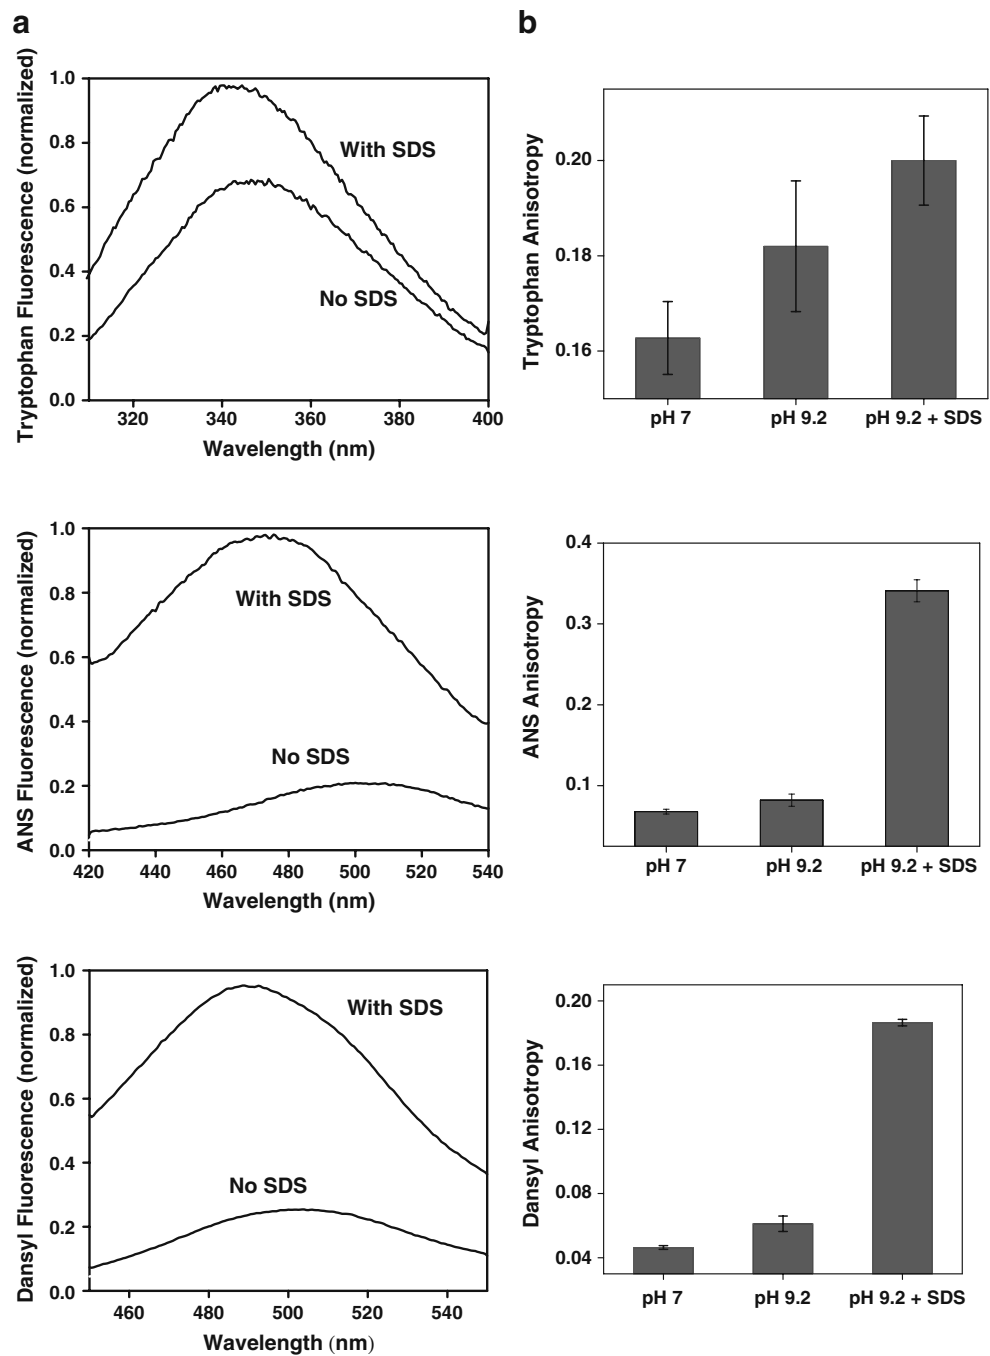 a
b
Tryptophan Fluorescence (normalized)
1.0
0.8
0.6
0.4
0.2
0.0
With SDS
No SDS
320 340 360 380 400
Wavelength (nm)
Tryptophan Anisotropy
0.20
0.18
0.16
pH 7 pH 9.2 pH 9.2 + SDS
ANS Fluorescence (normalized)
1.0
0.8
0.6
0.4
0.2
0.0
With SDS
No SDS
420 440 460 480 500 520 540
Wavelength (nm)
ANS Anisotropy
0.4
0.3
0.2
0.1
pH 7 pH 9.2 pH 9.2 + SDS
Dansyl Fluorescence (normalized)
1.0
0.8
0.6
0.4
0.2
0.0
With SDS
No SDS
460 480 500 520 540
Wavelength (nm)
Dansyl Anisotropy
0.20
0.16
0.12
0.08
0.04
pH 7 pH 9.2 pH 9.2 + SDS